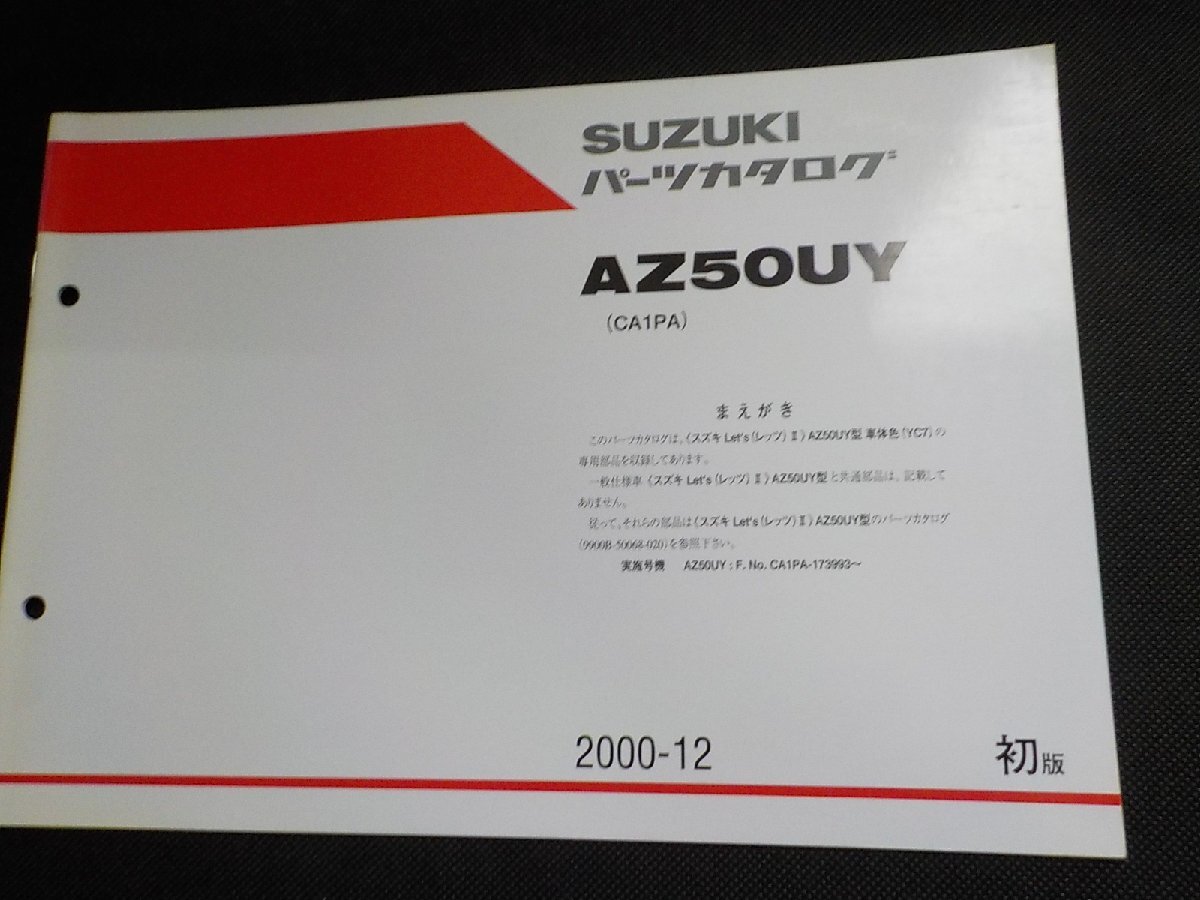 SUZUKI
パーツカタログ
AZ50UY
(CA1PA)
まえがき
このパーツカタログは、〈スズキ Let's(レッツ)Ⅱ〉AZ50UY型 車体色(YC7)の
専用部品を収録してあります。
一般仕様車〈スズキ Let's(レッツ)Ⅱ〉AZ50UY型と共通部品は、記載して
ありません。
従って、それらの部品は〈スズキ Let's(レッツ)Ⅱ〉AZ50UY型のパーツカタログ
(9900B-50068-020)を参照下さい。
実施号機 AZ50UY：F. No. CA1PA-173993～
2000-12
初版